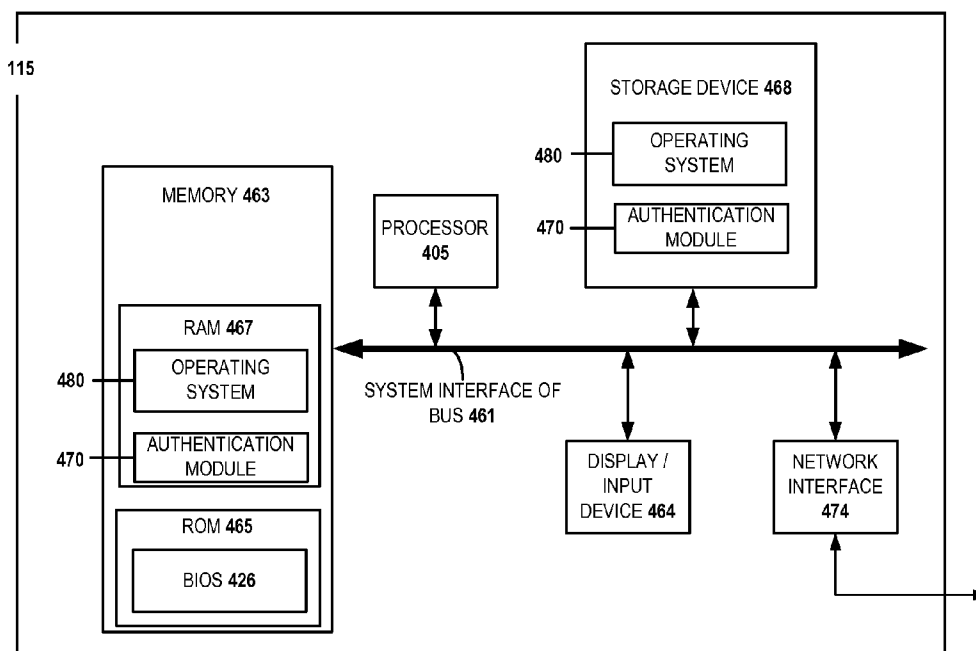 115
STORAGE DEVICE 468
480
OPERATING
SYSTEM
470
AUTHENTICATION
MODULE
MEMORY 463
PROCESSOR
405
RAM 467
480
OPERATING
SYSTEM
470
AUTHENTICATION
MODULE
ROM 465
BIOS 426
SYSTEM INTERFACE OF
BUS 461
DISPLAY /
INPUT
DEVICE 464
NETWORK
INTERFACE
474